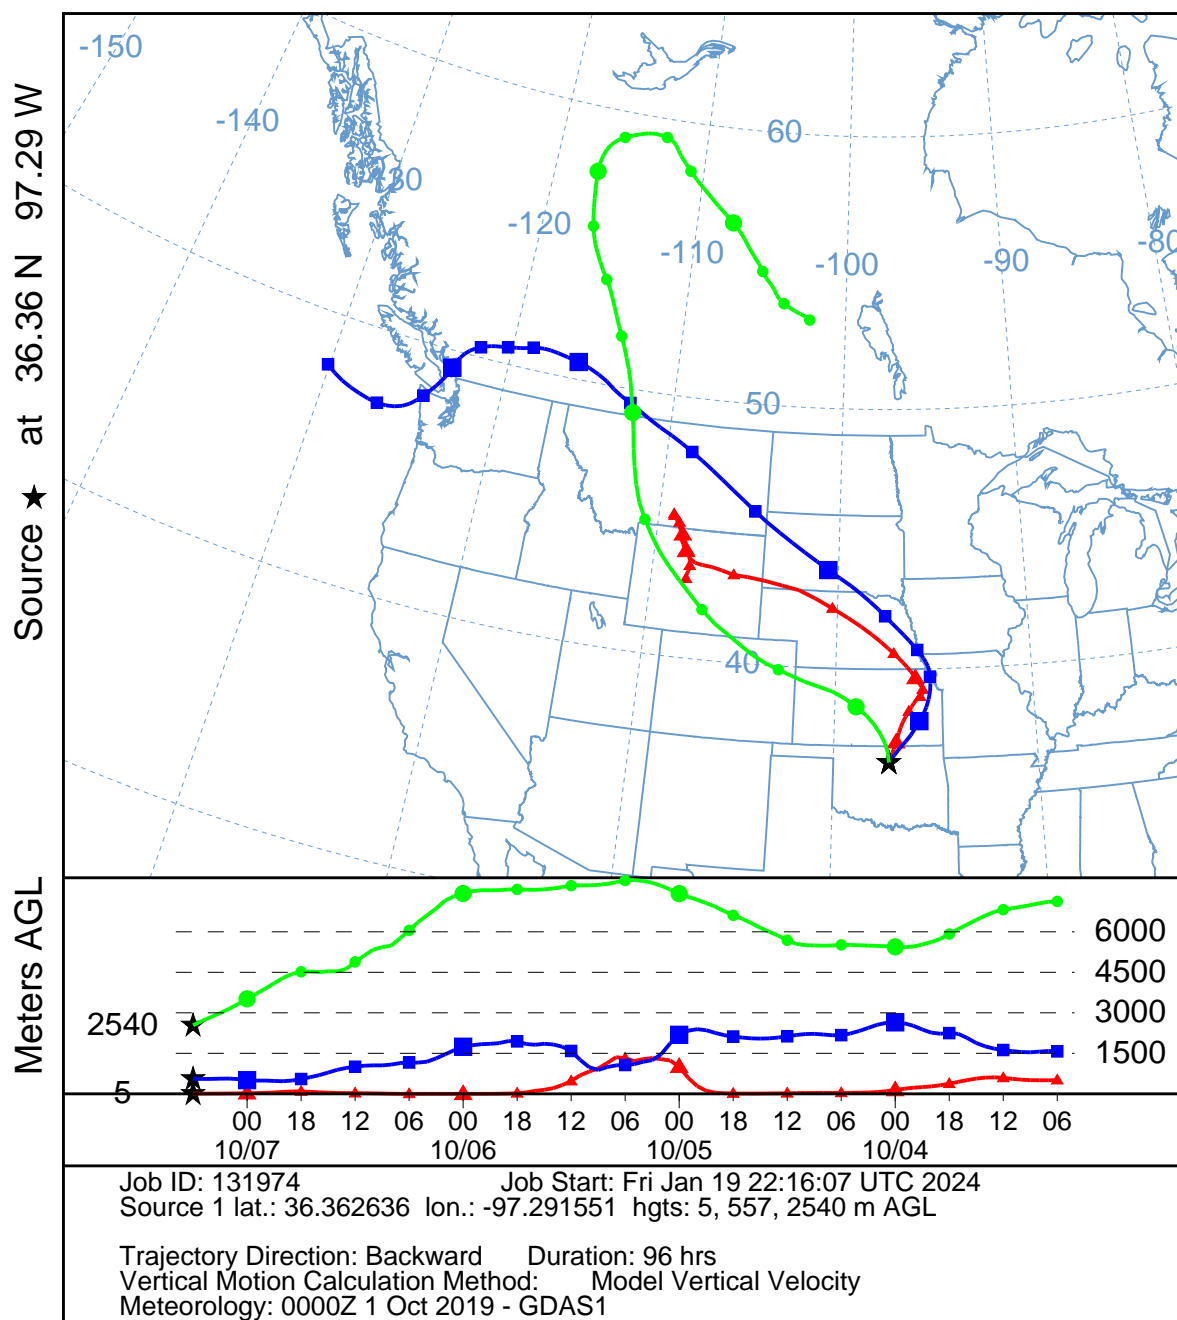 -150
-140
-130
-120
-110
-100
-90
-80
60
50
40
Source ★ at 36.36 N 97.29 W
Meters AGL
6000
4500
3000
1500
2540
5
00 18 12 06 00 18 12 06 00 18 12 06 00 18 12 06
10/07 10/06 10/05 10/04
Job ID: 131974 Job Start: Fri Jan 19 22:16:07 UTC 2024
Source 1 lat.: 36.362636 lon.: -97.291551 hgts: 5, 557, 2540 m AGL
Trajectory Direction: Backward Duration: 96 hrs
Vertical Motion Calculation Method: Model Vertical Velocity
Meteorology: 0000Z 1 Oct 2019 - GDAS1